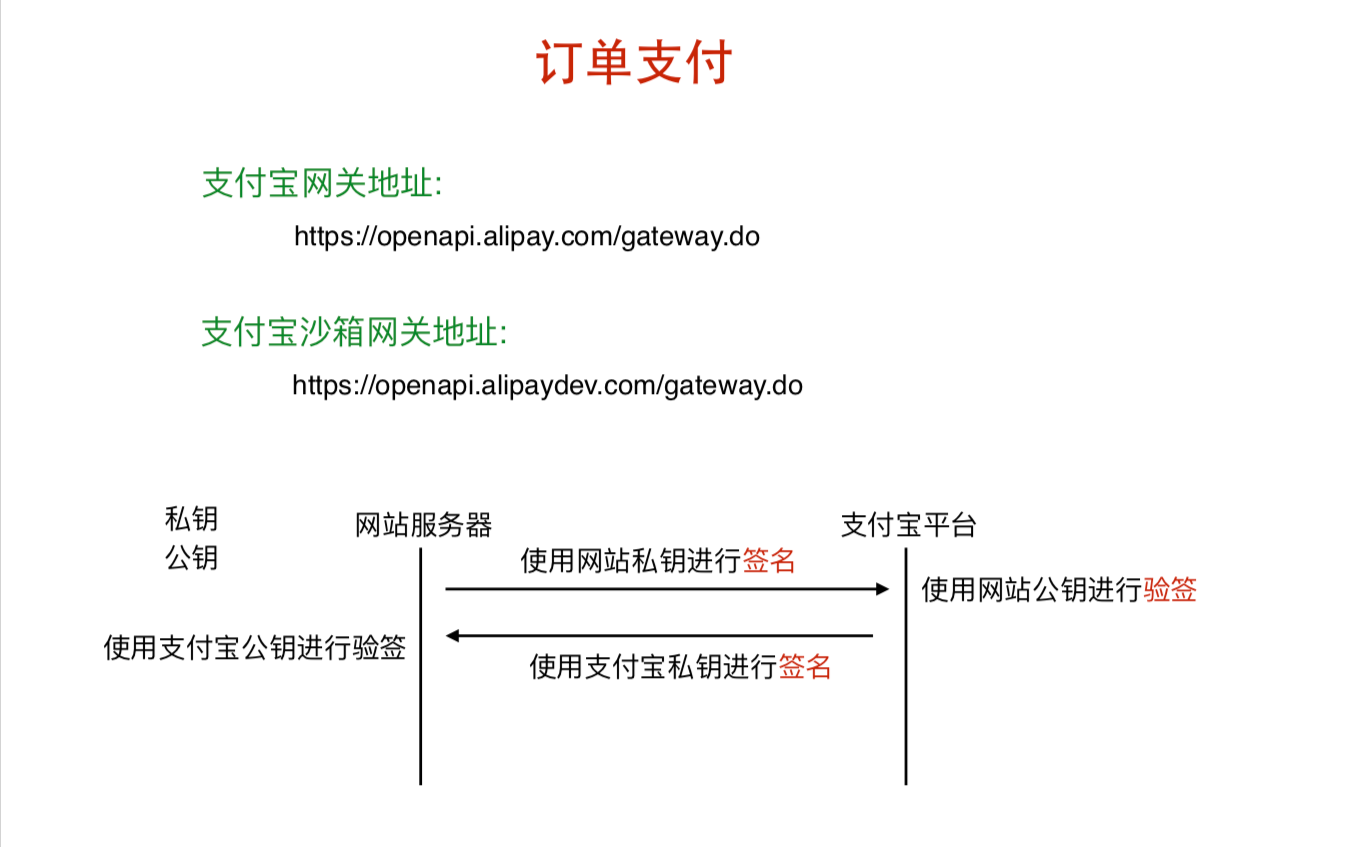 订单支付
支付宝网关地址:
https://openapi.alipay.com/gateway.do
支付宝沙箱网关地址:
https://openapi.alipaydev.com/gateway.do
私钥
公钥
网站服务器
支付宝平台
使用网站私钥进行签名
使用网站公钥进行验签
使用支付宝公钥进行验签
使用支付宝私钥进行签名